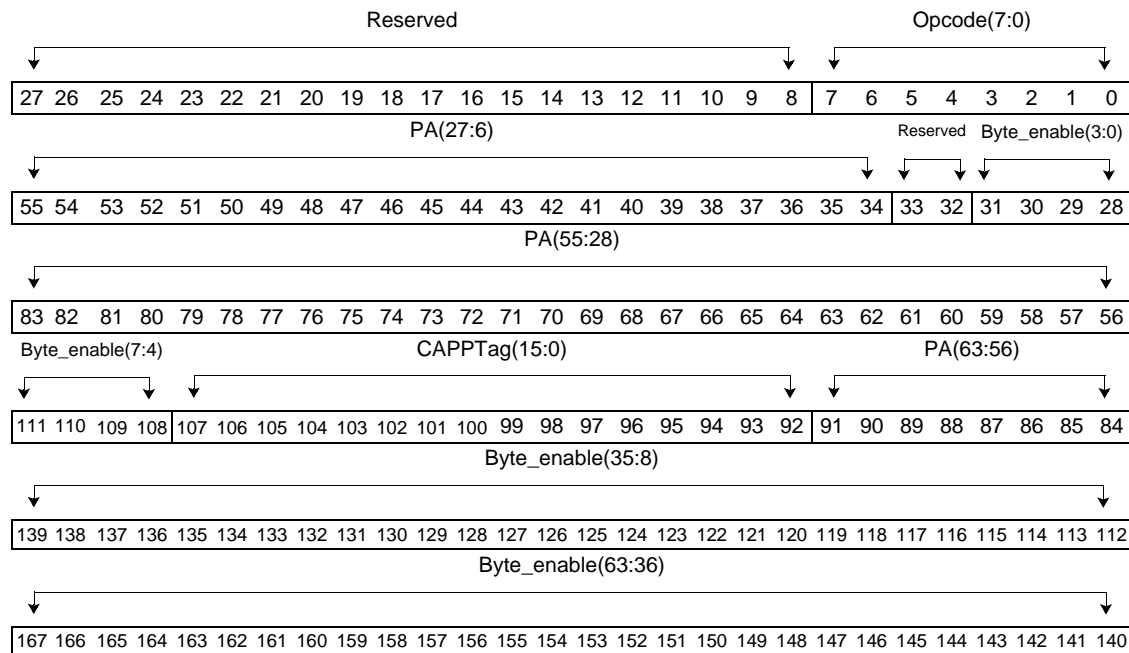 Reserved Opcode(7:0)
27 26 25 24 23 22 21 20 19 18 17 16 15 14 13 12 11 10 9 8 7 6 5 4 3 2 1 0
PA(27:6) Reserved Byte_enable(3:0)
55 54 53 52 51 50 49 48 47 46 45 44 43 42 41 40 39 38 37 36 35 34 33 32 31 30 29 28
PA(55:28)
83 82 81 80 79 78 77 76 75 74 73 72 71 70 69 68 67 66 65 64 63 62 61 60 59 58 57 56
Byte_enable(7:4) CAPPTag(15:0) PA(63:56)
111 110 109 108 107 106 105 104 103 102 101 100 99 98 97 96 95 94 93 92 91 90 89 88 87 86 85 84
Byte_enable(35:8)
139 138 137 136 135 134 133 132 131 130 129 128 127 126 125 124 123 122 121 120 119 118 117 116 115 114 113 112
Byte_enable(63:36)
167 166 165 164 163 162 161 160 159 158 157 156 155 154 153 152 151 150 149 148 147 146 145 144 143 142 141 140